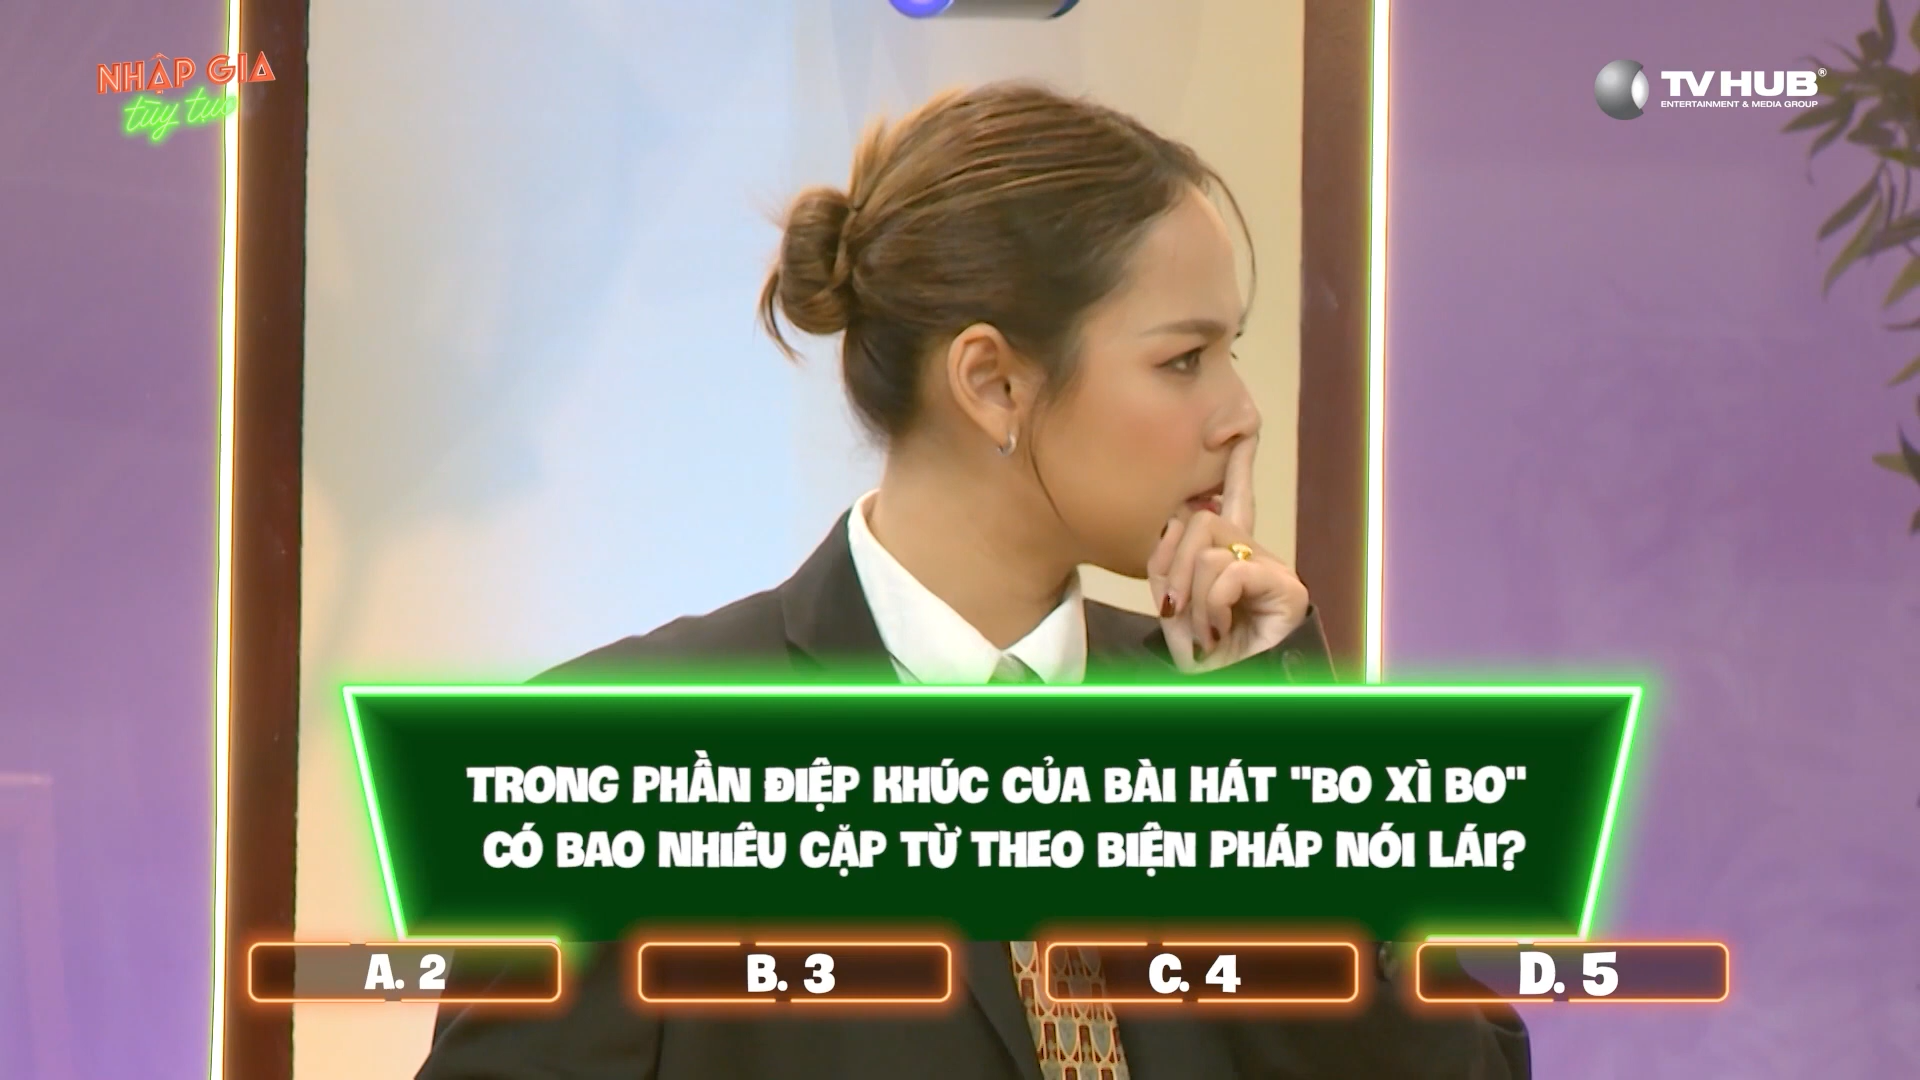 NHẬP GIA
tùy tục
TV HUB®
ENTERTAINMENT & MEDIA GROUP
TRONG PHẦN ĐIỆP KHÚC CỦA BÀI HÁT "BO XÌ BO"
CÓ BAO NHIÊU CẶP TỪ THEO BIỆN PHÁP NÓI LÁI?
A. 2
B. 3
C. 4
D. 5